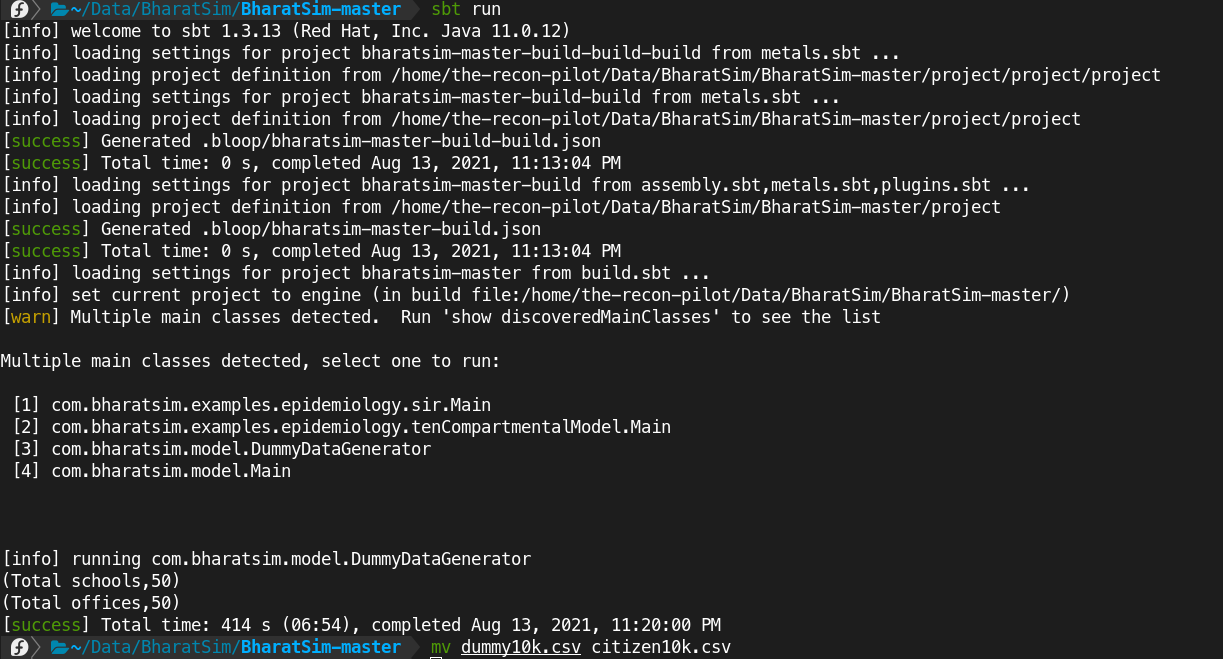 ~/Data/BharatSim/BharatSim-master sbt run
[info] welcome to sbt 1.3.13 (Red Hat, Inc. Java 11.0.12)
[info] loading settings for project bharatsim-master-build-build-build from metals.sbt ...
[info] loading project definition from /home/the-recon-pilot/Data/BharatSim/BharatSim-master/project/project/project
[info] loading settings for project bharatsim-master-build-build from metals.sbt ...
[info] loading project definition from /home/the-recon-pilot/Data/BharatSim/BharatSim-master/project/project
[success] Generated .bloop/bharatsim-master-build-build.json
[success] Total time: 0 s, completed Aug 13, 2021, 11:13:04 PM
[info] loading settings for project bharatsim-master-build from assembly.sbt,metals.sbt,plugins.sbt ...
[info] loading project definition from /home/the-recon-pilot/Data/BharatSim/BharatSim-master/project
[success] Generated .bloop/bharatsim-master-build.json
[success] Total time: 0 s, completed Aug 13, 2021, 11:13:04 PM
[info] loading settings for project bharatsim-master from build.sbt ...
[info] set current project to engine (in build file:/home/the-recon-pilot/Data/BharatSim/BharatSim-master/)
[warn] Multiple main classes detected.  Run 'show discoveredMainClasses' to see the list
Multiple main classes detected, select one to run:
[1] com.bharatsim.examples.epidemiology.sir.Main
[2] com.bharatsim.examples.epidemiology.tenCompartmentalModel.Main
[3] com.bharatsim.model.DummyDataGenerator
[4] com.bharatsim.model.Main
[info] running com.bharatsim.model.DummyDataGenerator
(Total schools,50)
(Total offices,50)
[success] Total time: 414 s (06:54), completed Aug 13, 2021, 11:20:00 PM
~/Data/BharatSim/BharatSim-master mv dummy10k.csv citizen10k.csv